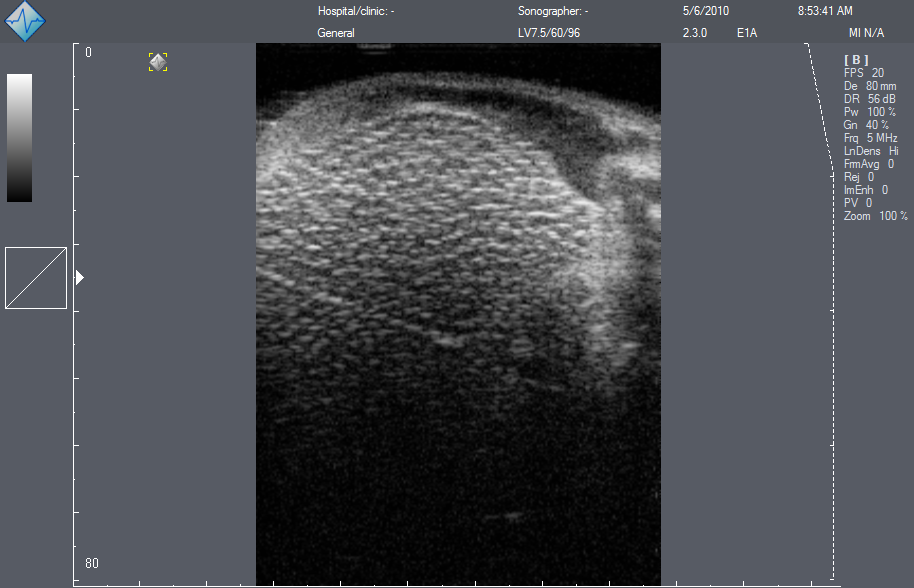 Hospital/clinic: - Sonographer: - 5/6/2010 8:53:41 AM
General LV7.5/60/96 2.3.0 E1A MI N/A
0
[ B ]
FPS 20
De 80 mm
DR 56 dB
Pw 100 %
Gn 40 %
Frq 5 MHz
LnDens Hi
FrmAvg 0
Rej 0
ImEnh 0
PV 0
Zoom 100 %
80